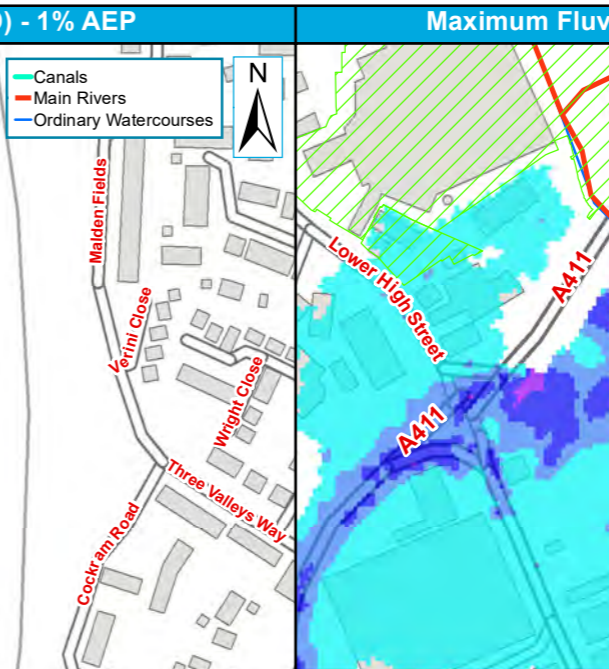 ) - 1% AEP
Maximum Fluv
Canals
Main Rivers
Ordinary Watercourses
N
Malden Fields
Verini Close
Wright Close
Three Valleys Way
Cockram Road
Lower High Street
A411
A411